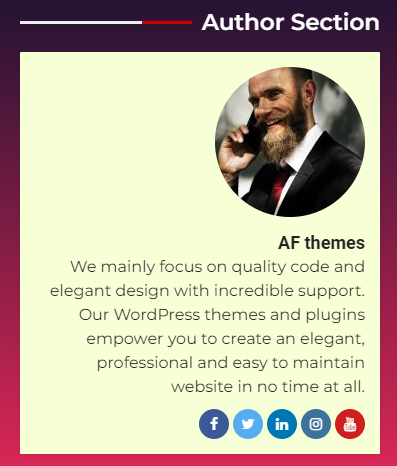 Author Section
AF themes
We mainly focus on quality code and
elegant design with incredible support.
Our WordPress themes and plugins
empower you to create an elegant,
professional and easy to maintain
website in no time at all.